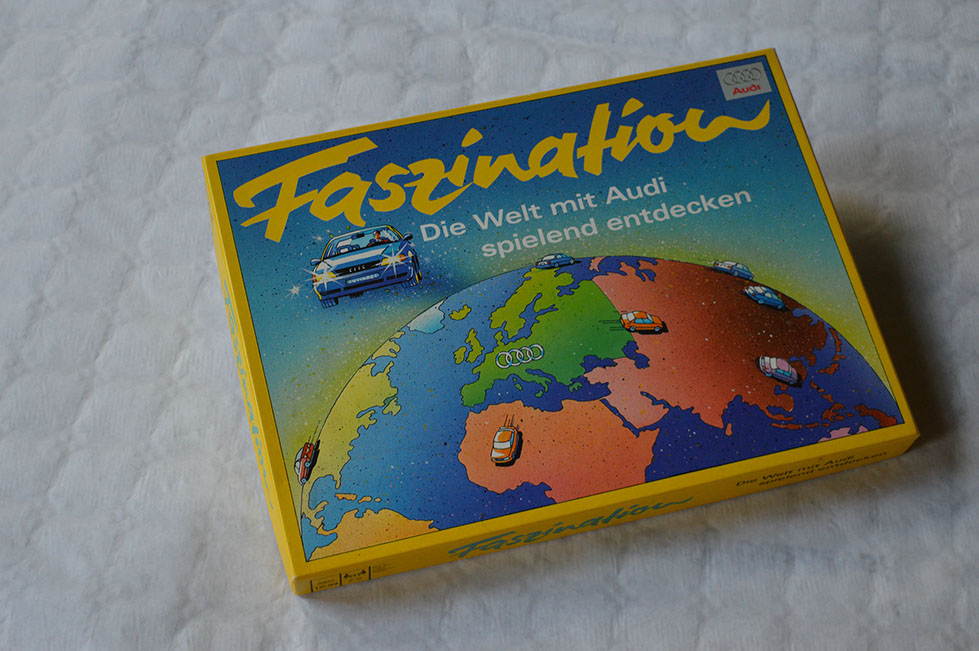 Audi
Faszination
Die Welt mit Audi
spielend entdecken
Faszination
Die Welt mit Audi
spielend entdecken